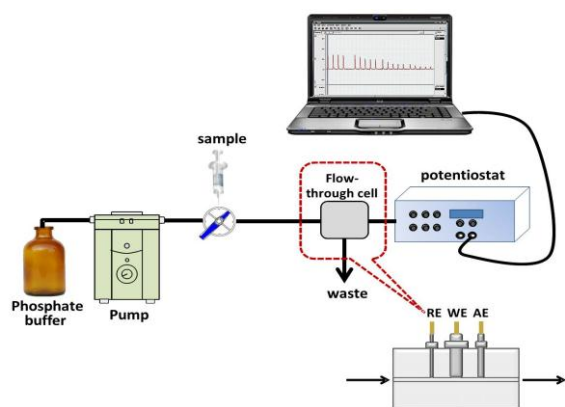 sample
Flow-
through cell
potentiostat
Phosphate
buffer
Pump
waste
RE WE AE